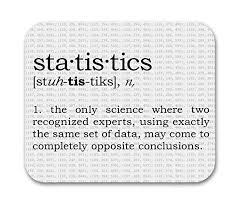 sta·tis·tics
[stuh-tis-tiks], n,
1. the only science where two
recognized experts, using exactly
the same set of data, may come to
completely opposite conclusions.